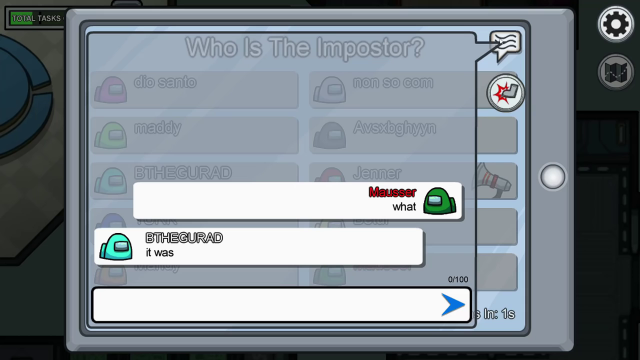 TOTAL TASKS
Who Is The Impostor?
dio santo
non so com
maddy
Avsxbghyyn
BTHEGURAD
Jenner
Mausser
what
BTHEGURAD
it was
0/100
s In: 1s